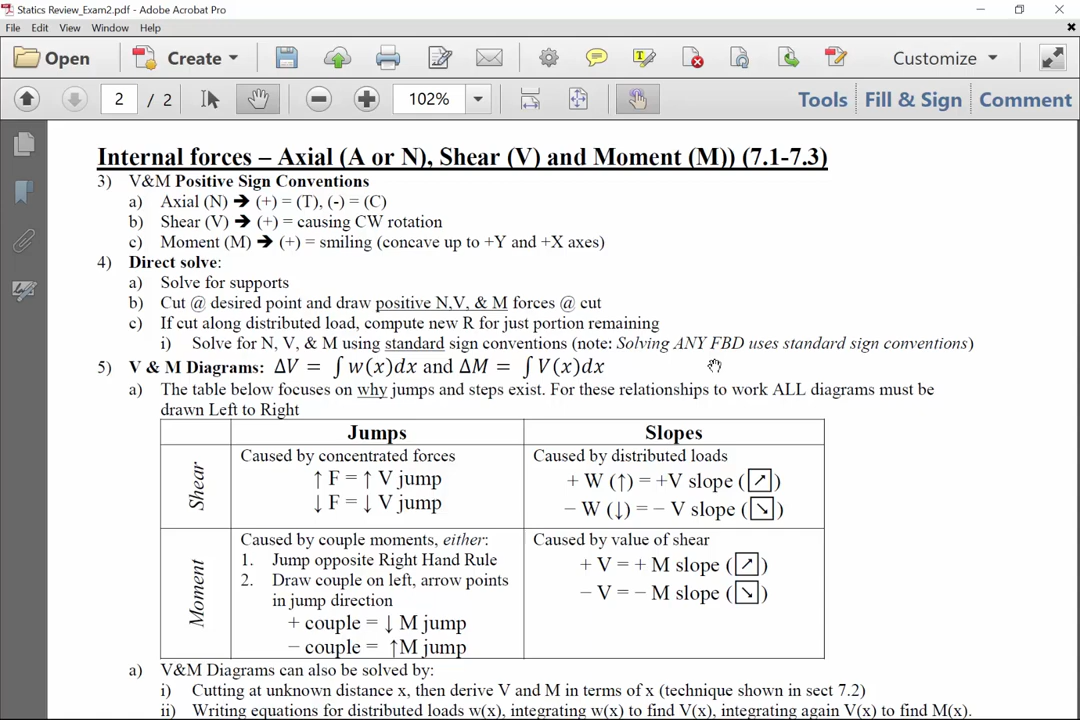 Statics Review_Exam2.pdf - Adobe Acrobat Pro
File Edit View Window Help
Open Create Customize
2 / 2 102% Tools Fill & Sign Comment
Internal forces – Axial (A or N), Shear (V) and Moment (M)) (7.1-7.3)
3) V&M Positive Sign Conventions
a) Axial (N) ➔ (+) = (T), (-) = (C)
b) Shear (V) ➔ (+) = causing CW rotation
c) Moment (M) ➔ (+) = smiling (concave up to +Y and +X axes)
4) Direct solve:
a) Solve for supports
b) Cut @ desired point and draw positive N,V, & M forces @ cut
c) If cut along distributed load, compute new R for just portion remaining
i) Solve for N, V, & M using standard sign conventions (note: Solving ANY FBD uses standard sign conventions)
5) V & M Diagrams: ΔV = ∫ w(x)dx and ΔM = ∫ V(x)dx
a) The table below focuses on why jumps and steps exist. For these relationships to work ALL diagrams must be
drawn Left to Right
Jumps Slopes
Shear
Caused by concentrated forces
↑ F = ↑ V jump
↓ F = ↓ V jump
Caused by distributed loads
+ W (↑) = +V slope (↗)
− W (↓) = − V slope (↘)
Moment
Caused by couple moments, either:
1. Jump opposite Right Hand Rule
2. Draw couple on left, arrow points
in jump direction
+ couple = ↓ M jump
− couple = ↑M jump
Caused by value of shear
+ V = + M slope (↗)
− V = − M slope (↘)
a) V&M Diagrams can also be solved by:
i) Cutting at unknown distance x, then derive V and M in terms of x (technique shown in sect 7.2)
ii) Writing equations for distributed loads w(x), integrating w(x) to find V(x), integrating again V(x) to find M(x).